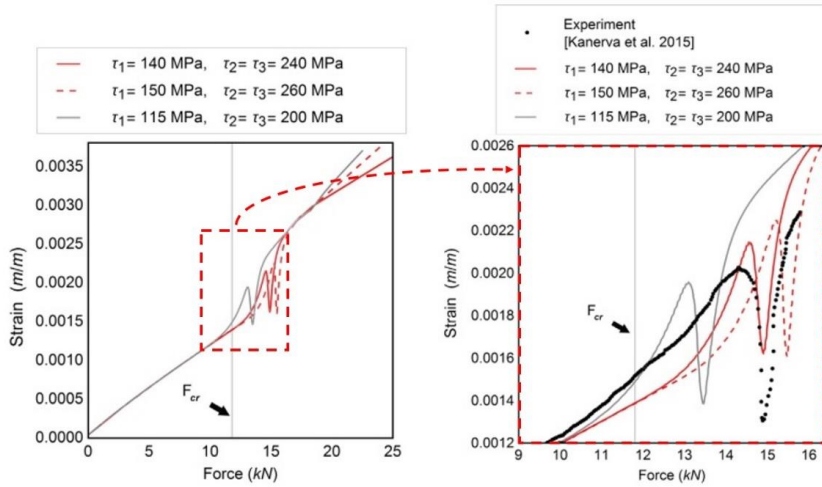 τ1= 140 MPa, τ2= τ3= 240 MPa
τ1= 150 MPa, τ2= τ3= 260 MPa
τ1= 115 MPa, τ2= τ3= 200 MPa
Strain (m/m)
0.0035
0.0030
0.0025
0.0020
0.0015
0.0010
0.0005
0.0000
Fcr
0 5 10 15 20 25
Force (kN)
Experiment
[Kanerva et al. 2015]
τ1= 140 MPa, τ2= τ3= 240 MPa
τ1= 150 MPa, τ2= τ3= 260 MPa
τ1= 115 MPa, τ2= τ3= 200 MPa
Strain (m/m)
0.0026
0.0024
0.0022
0.0020
0.0018
0.0016
0.0014
0.0012
Fcr
9 10 11 12 13 14 15 16
Force (kN)